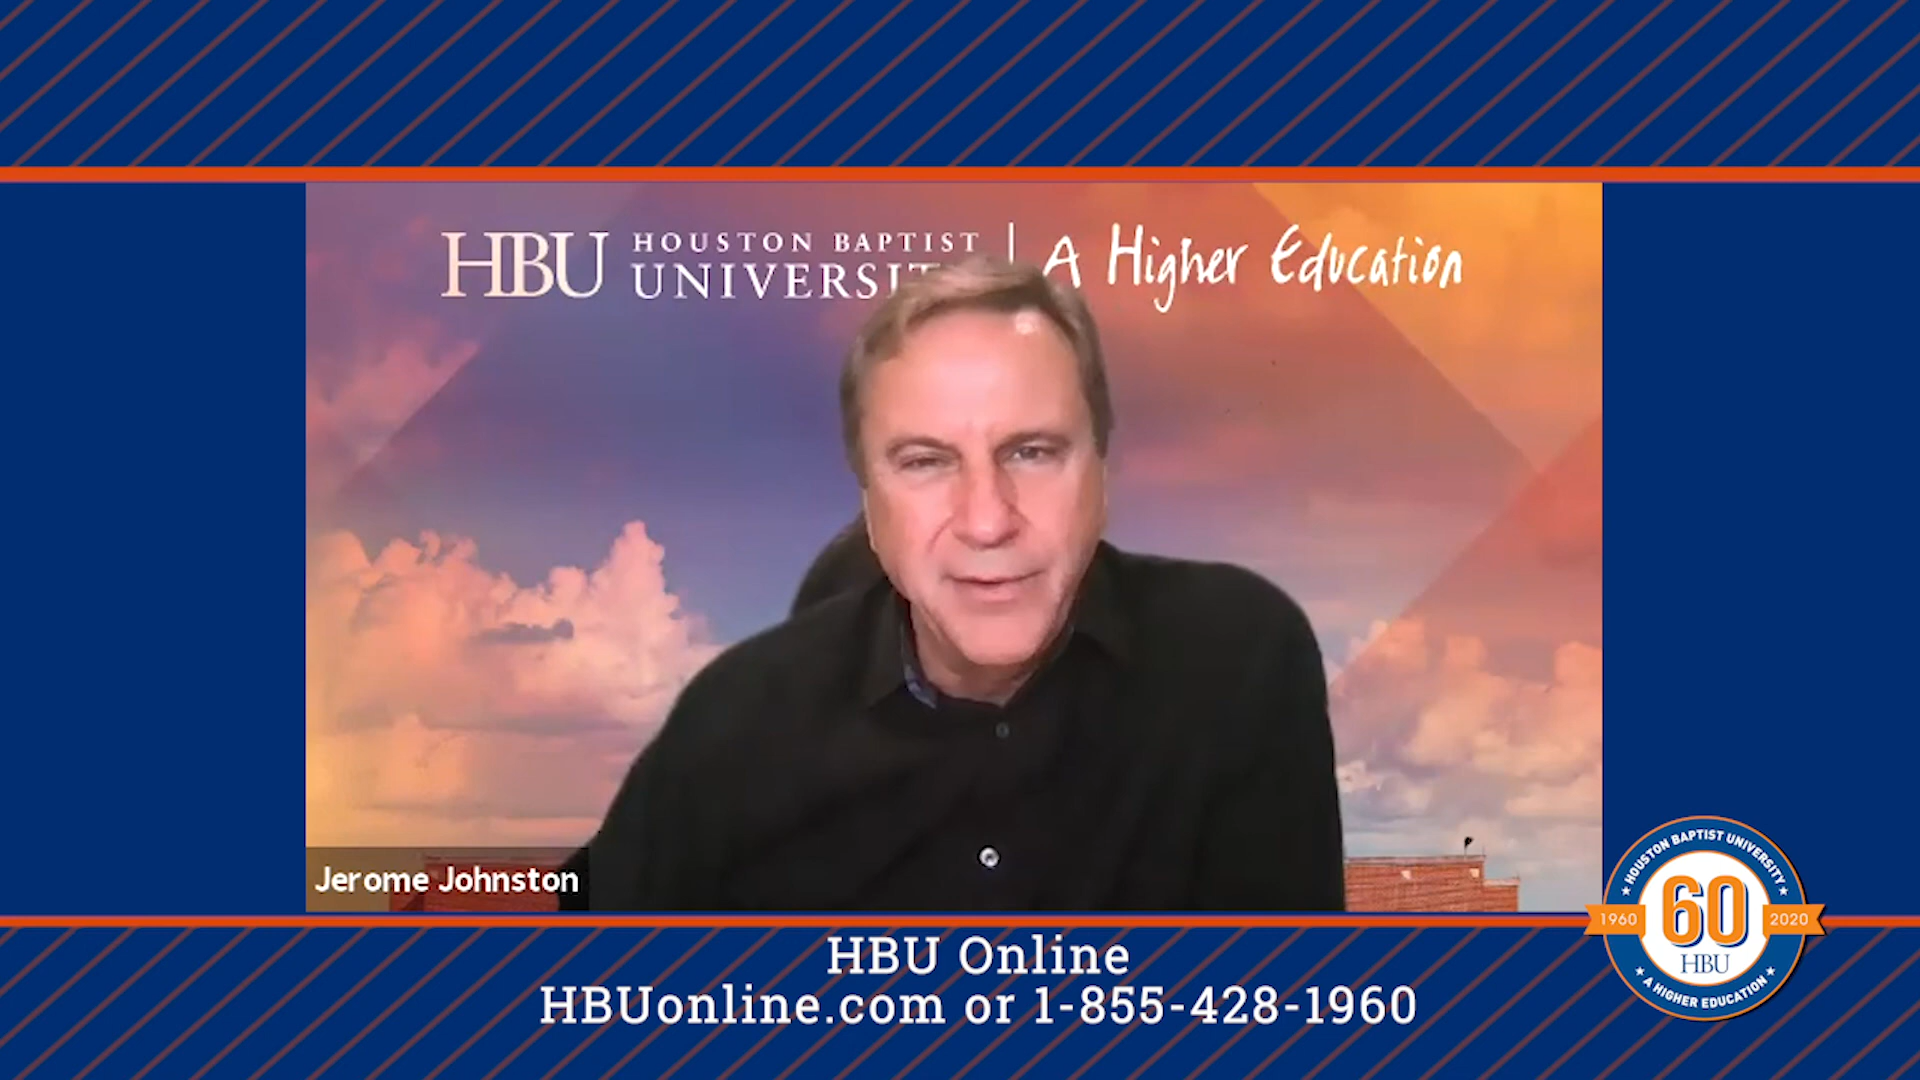 HBU HOUSTON BAPTIST
A Higher Education
Jerome Johnston
HOUSTON BAPTIST UNIVERSITY
1960 60 2020
HBU
A HIGHER EDUCATION
HBU Online
HBUonline.com or 1-855-428-1960